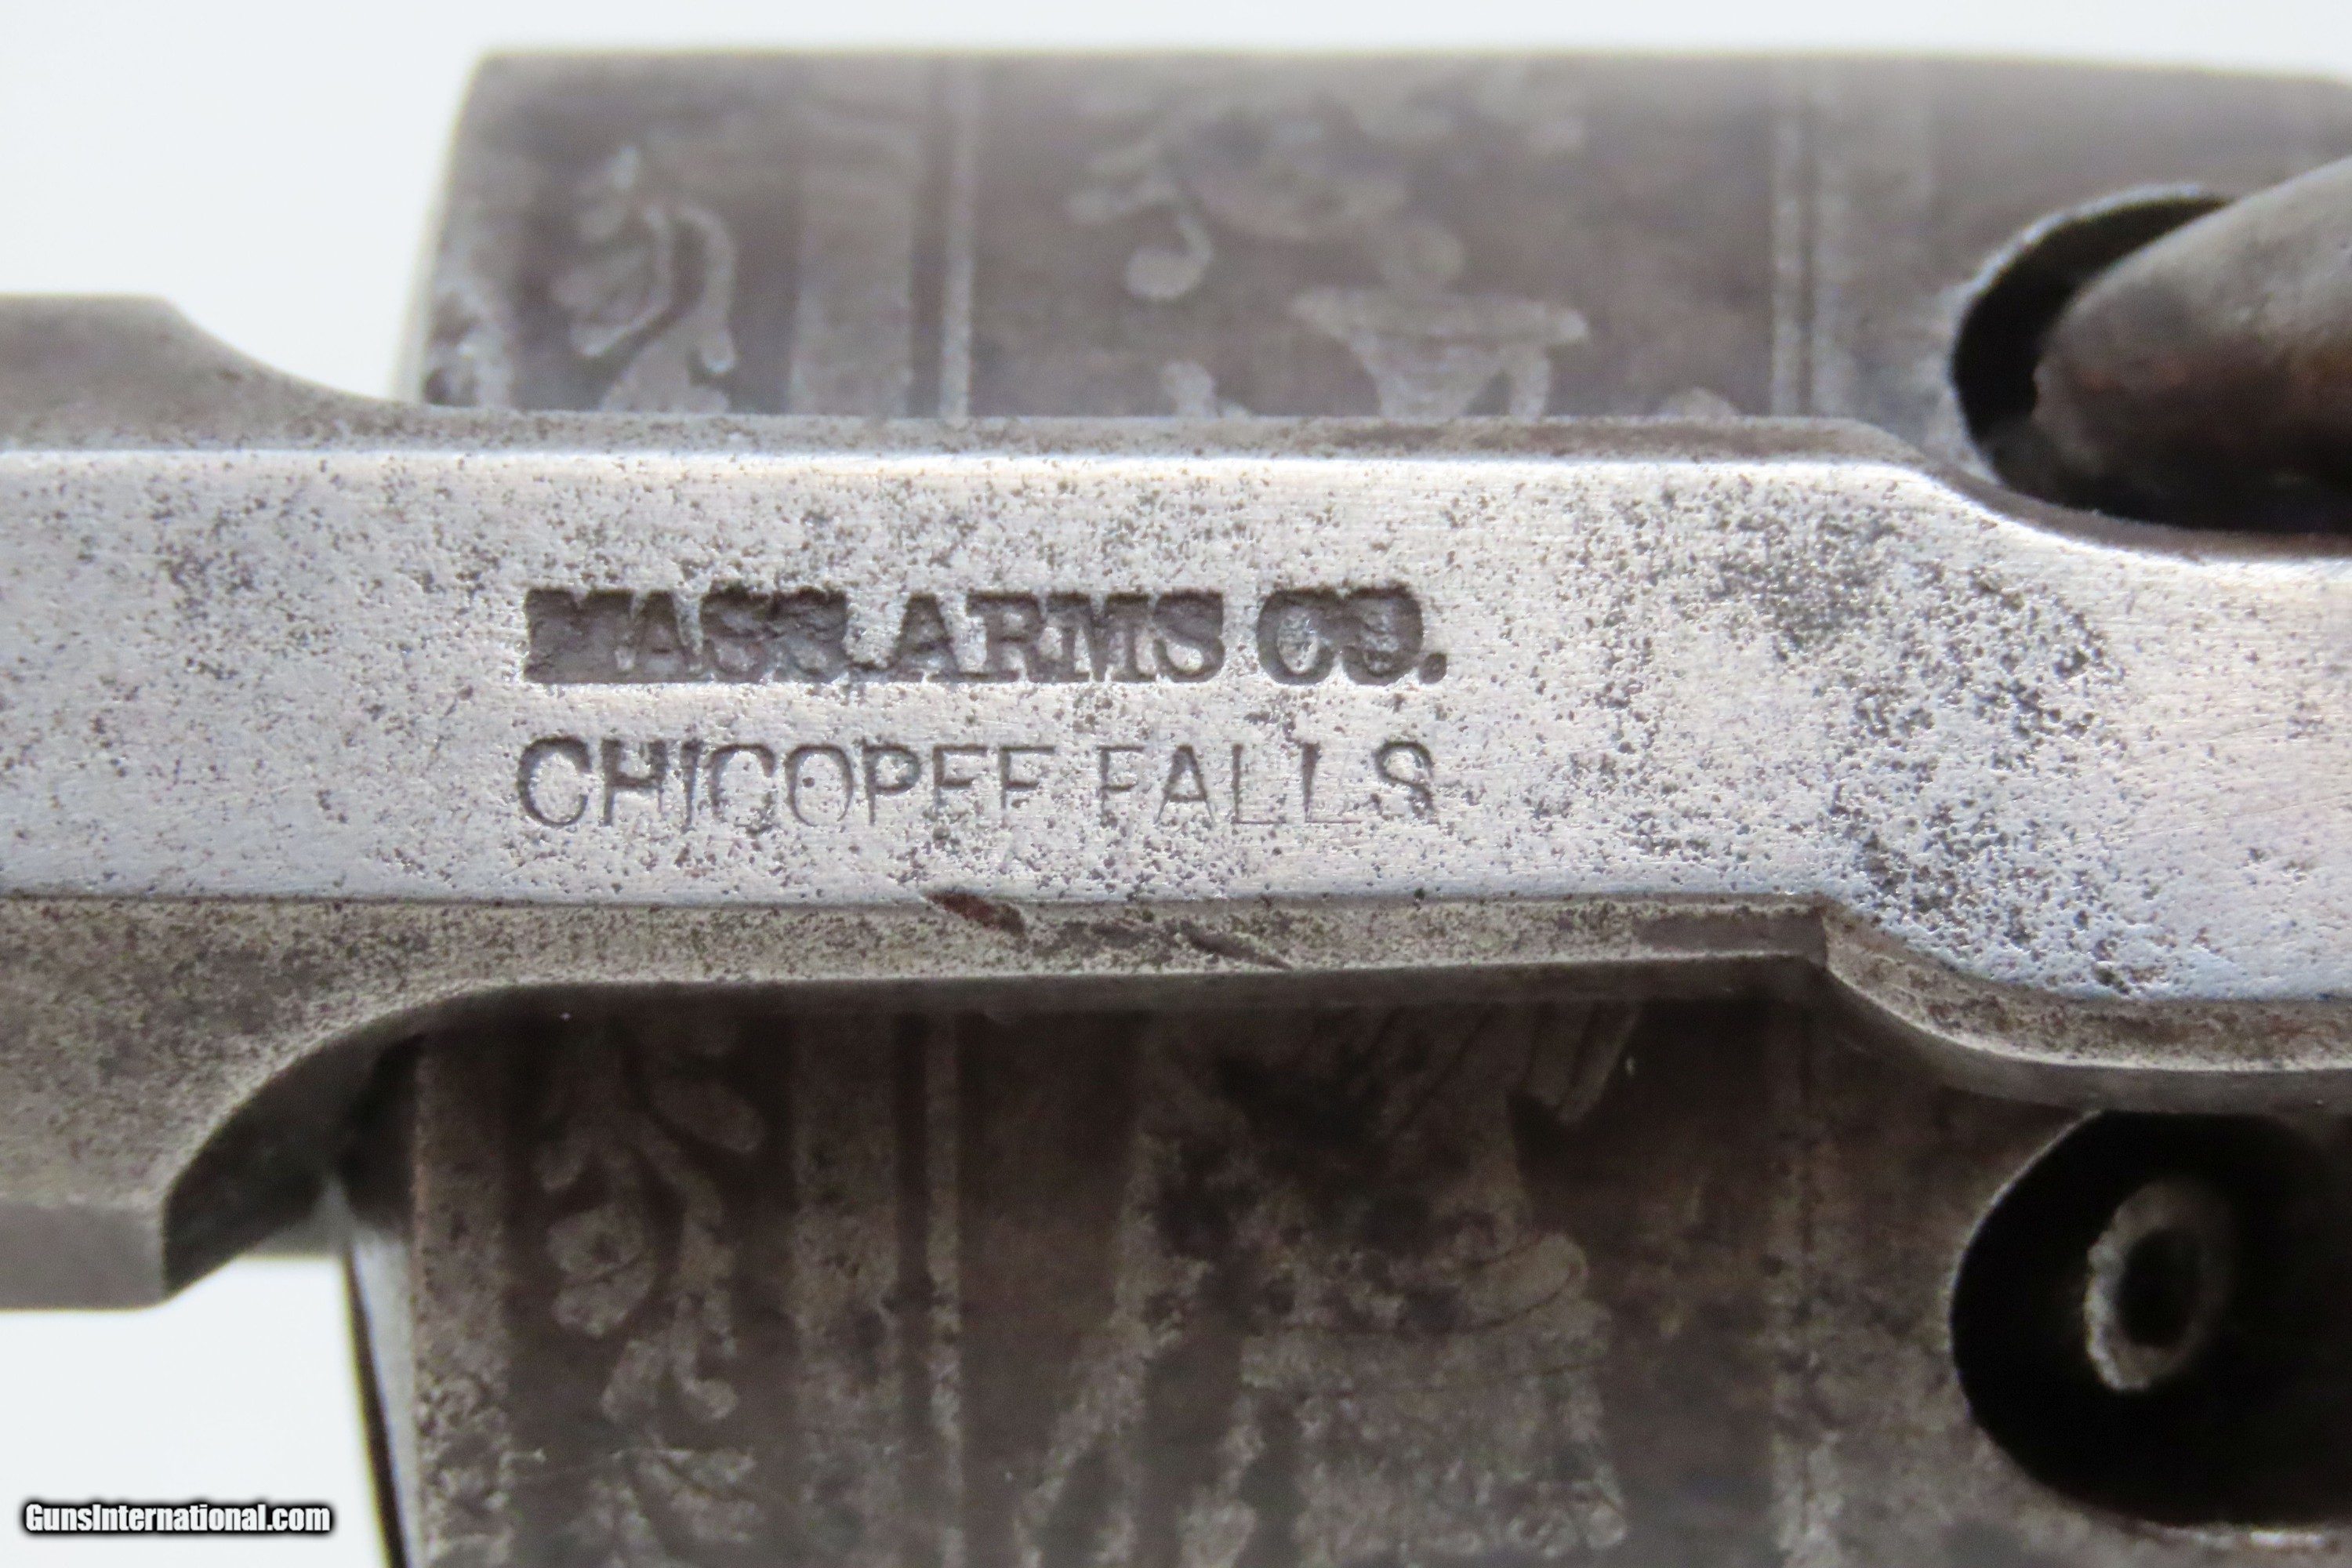 MASS. ARMS CO.
CHICOPEE FALLS
GunsInternational.com